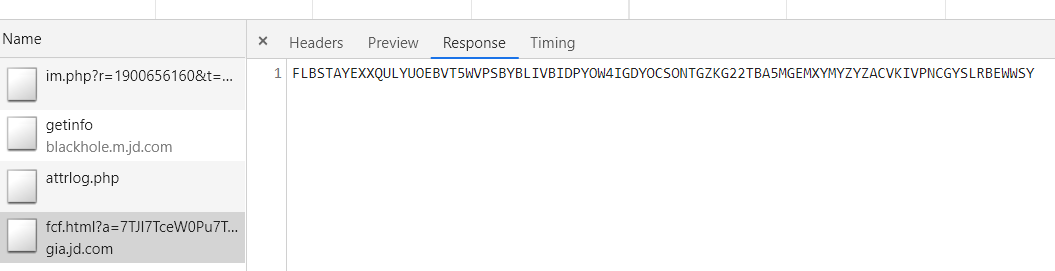 Name
× Headers Preview Response Timing
im.php?r=1900656160&t=...
getinfo
blackhole.m.jd.com
attrlog.php
fcf.html?a=7TJI7TceW0Pu7T...
gia.jd.com
1 FLBSTAYEXXQULYUOEBVT5WVPSBYBLIVBIDPYOW4IGDYOCSONTGZKG22TBA5MGEMXYMYZYZACVKIVPNCGYSLRBEWWSY